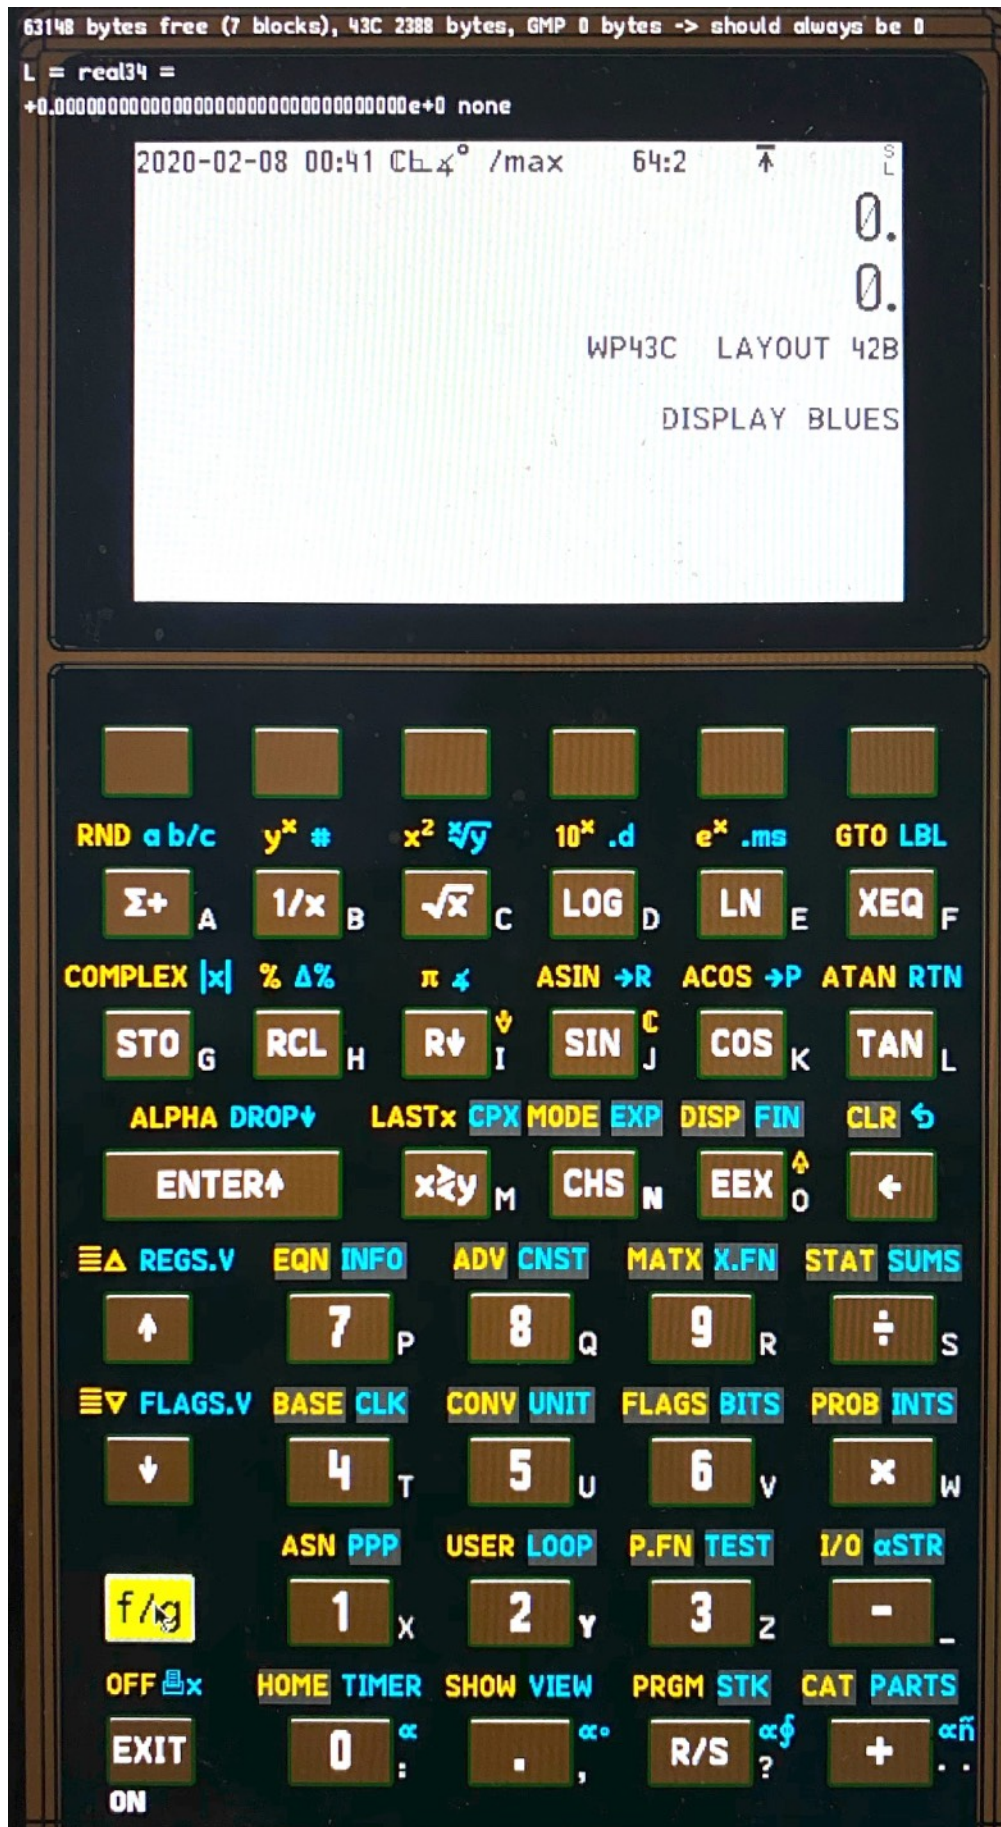 63148 bytes free (7 blocks), 43C 2388 bytes, GMP 0 bytes -> should always be 0
L = real34 =
+0.000000000000000000000000000000000e+0 none
2020-02-08 00:41 C∟∡° /max 64:2 S L
0.
0.
WP43C LAYOUT 42B
DISPLAY BLUES
RND a b/c yˣ # x² ˣ√y 10ˣ .d eˣ .ms GTO LBL
Σ+ A 1/x B √x C LOG D LN E XEQ F
COMPLEX |x| % Δ% π ∡ ASIN →R ACOS →P ATAN RTN
STO G RCL H R↓ I SIN ℂ J COS K TAN L
ALPHA DROP↓ LASTx CPX MODE EXP DISP FIN CLR
ENTER↑ x≷y M CHS N EEX O ←
≡△ REGS.V EQN INFO ADV CNST MATX X.FN STAT SUMS
↑ 7 P 8 Q 9 R ÷ S
≡▽ FLAGS.V BASE CLK CONV UNIT FLAGS BITS PROB INTS
↓ 4 T 5 U 6 V × W
ASN PPP USER LOOP P.FN TEST I/O αSTR
f/g 1 X 2 Y 3 Z - _
OFF x HOME TIMER SHOW VIEW PRGM STK CAT PARTS
EXIT 0 α : . α∘ , R/S α∮ ? + αñ ..
ON